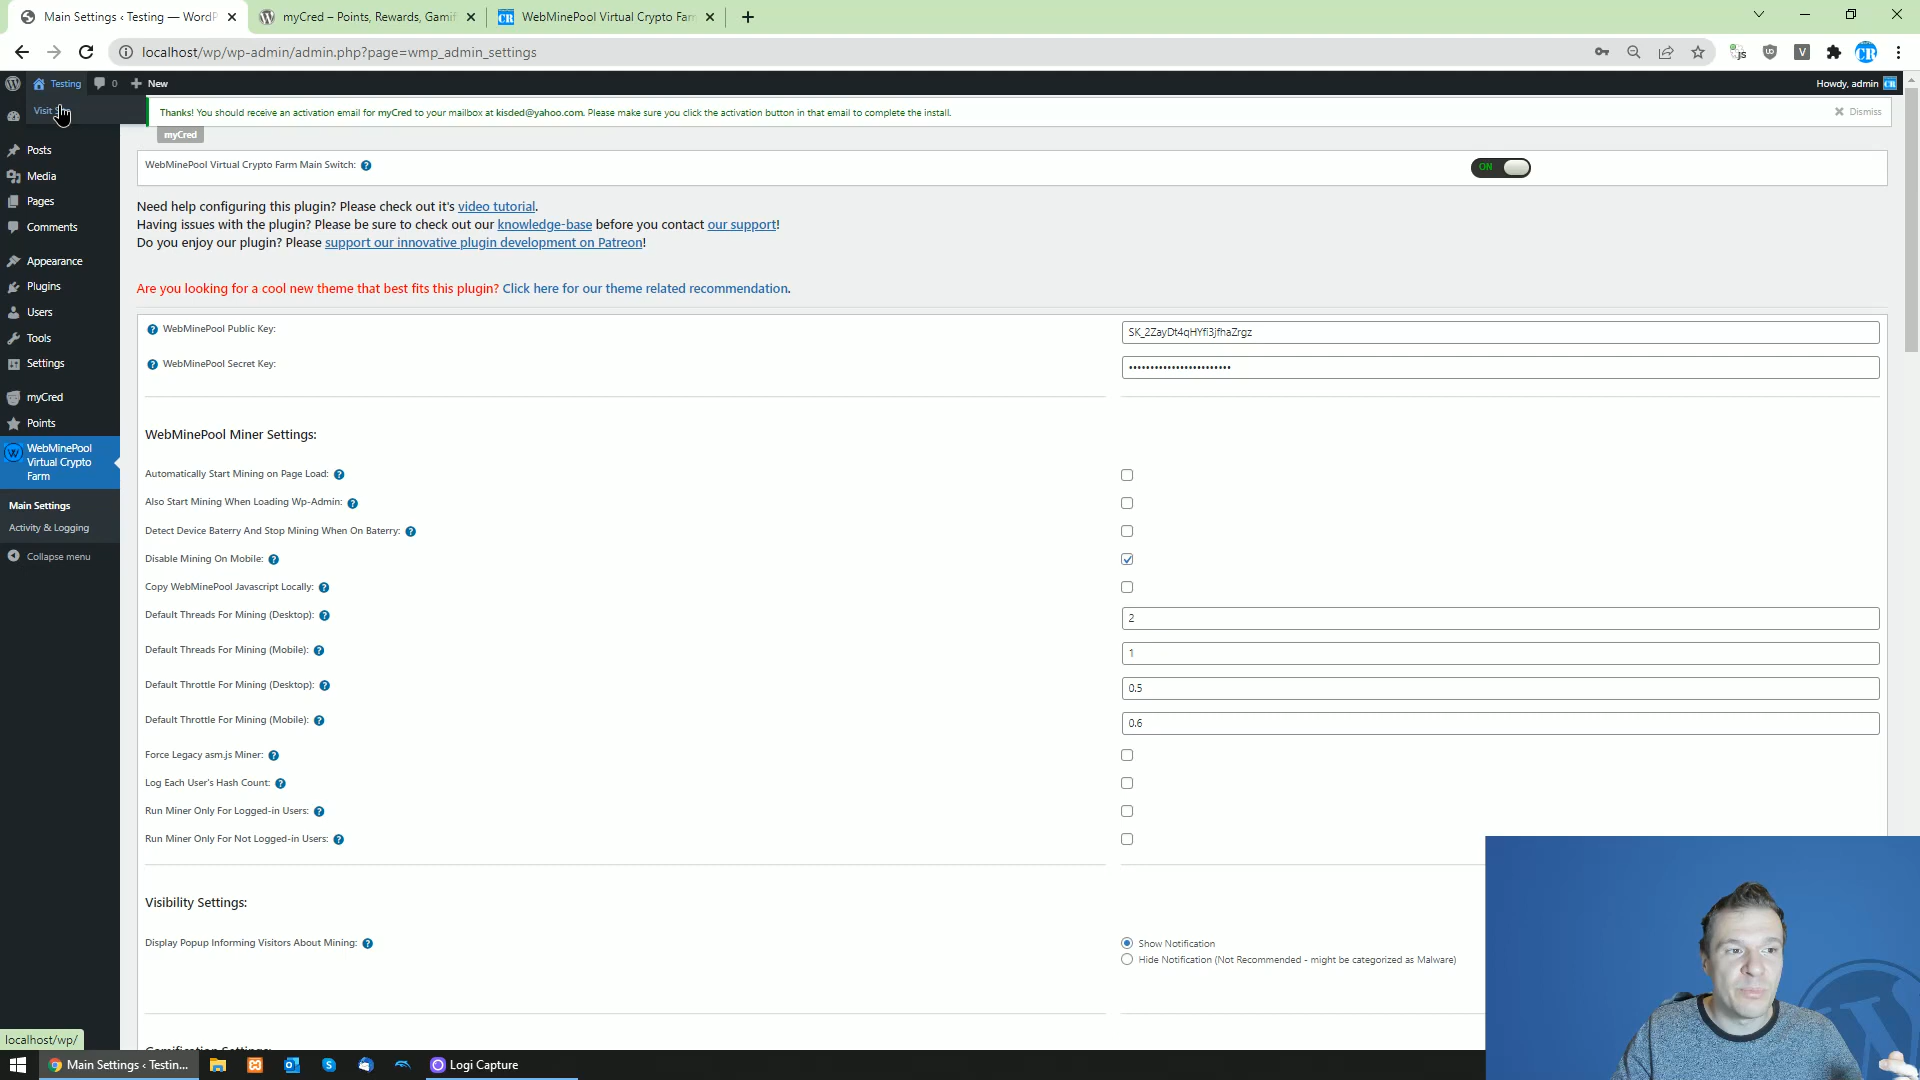 Main Settings ‹ Testing — WordP
myCred – Points, Rewards, Gamif
CR
WebMinePool Virtual Crypto Farm
localhost/wp/wp-admin/admin.php?page=wmp_admin_settings
Testing
0
New
Howdy, admin
Visit
Thanks! You should receive an activation email for myCred to your mailbox at kisded@yahoo.com. Please make sure you click the activation button in that email to complete the install.
Dismiss
myCred
Posts
Media
Pages
Comments
Appearance
Plugins
Users
Tools
Settings
myCred
Points
WebMinePool
Virtual Crypto
Farm
Main Settings
Activity & Logging
Collapse menu
WebMinePool Virtual Crypto Farm Main Switch:
ON
Need help configuring this plugin? Please check out it's video tutorial.
Having issues with the plugin? Please be sure to check out our knowledge-base before you contact our support!
Do you enjoy our plugin? Please support our innovative plugin development on Patreon!
Are you looking for a cool new theme that best fits this plugin? Click here for our theme related recommendation.
WebMinePool Public Key:
SK_2ZayDt4qHYfi3jfhaZrgz
WebMinePool Secret Key:
••••••••••••••••••••••••
WebMinePool Miner Settings:
Automatically Start Mining on Page Load:
Also Start Mining When Loading Wp-Admin:
Detect Device Baterry And Stop Mining When On Baterry:
Disable Mining On Mobile:
Copy WebMinePool Javascript Locally:
Default Threads For Mining (Desktop):
2
Default Threads For Mining (Mobile):
1
Default Throttle For Mining (Desktop):
0.5
Default Throttle For Mining (Mobile):
0.6
Force Legacy asm.js Miner:
Log Each User's Hash Count:
Run Miner Only For Logged-in Users:
Run Miner Only For Not Logged-in Users:
Visibility Settings:
Display Popup Informing Visitors About Mining:
Show Notification
Hide Notification (Not Recommended - might be categorized as Malware)
localhost/wp/
Main Settings ‹ Testin...
Logi Capture